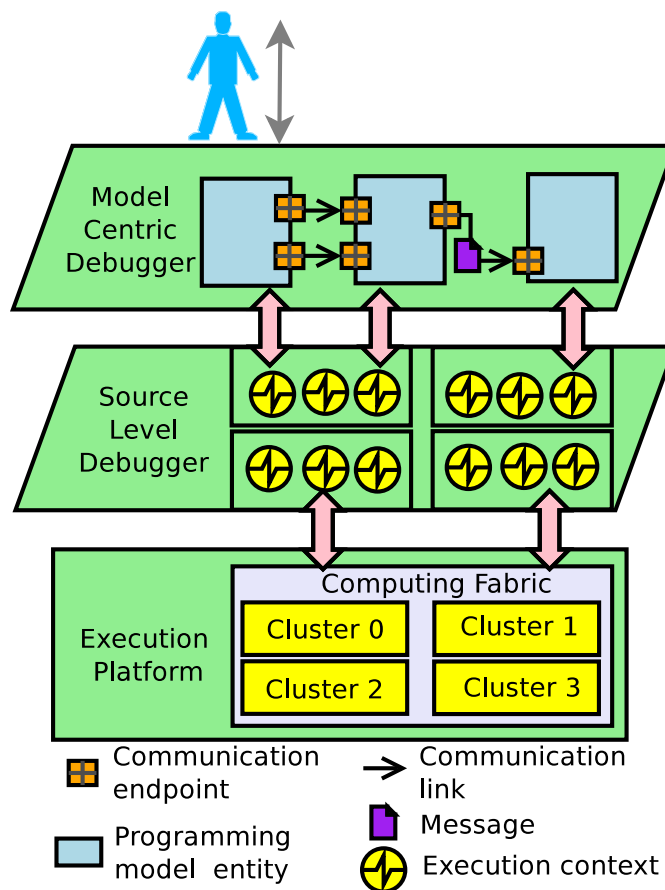 Model
Centric
Debugger
Source
Level
Debugger
Computing Fabric
Execution
Platform
Cluster 0
Cluster 1
Cluster 2
Cluster 3
Communication
endpoint
Communication
link
Message
Programming
model entity
Execution context